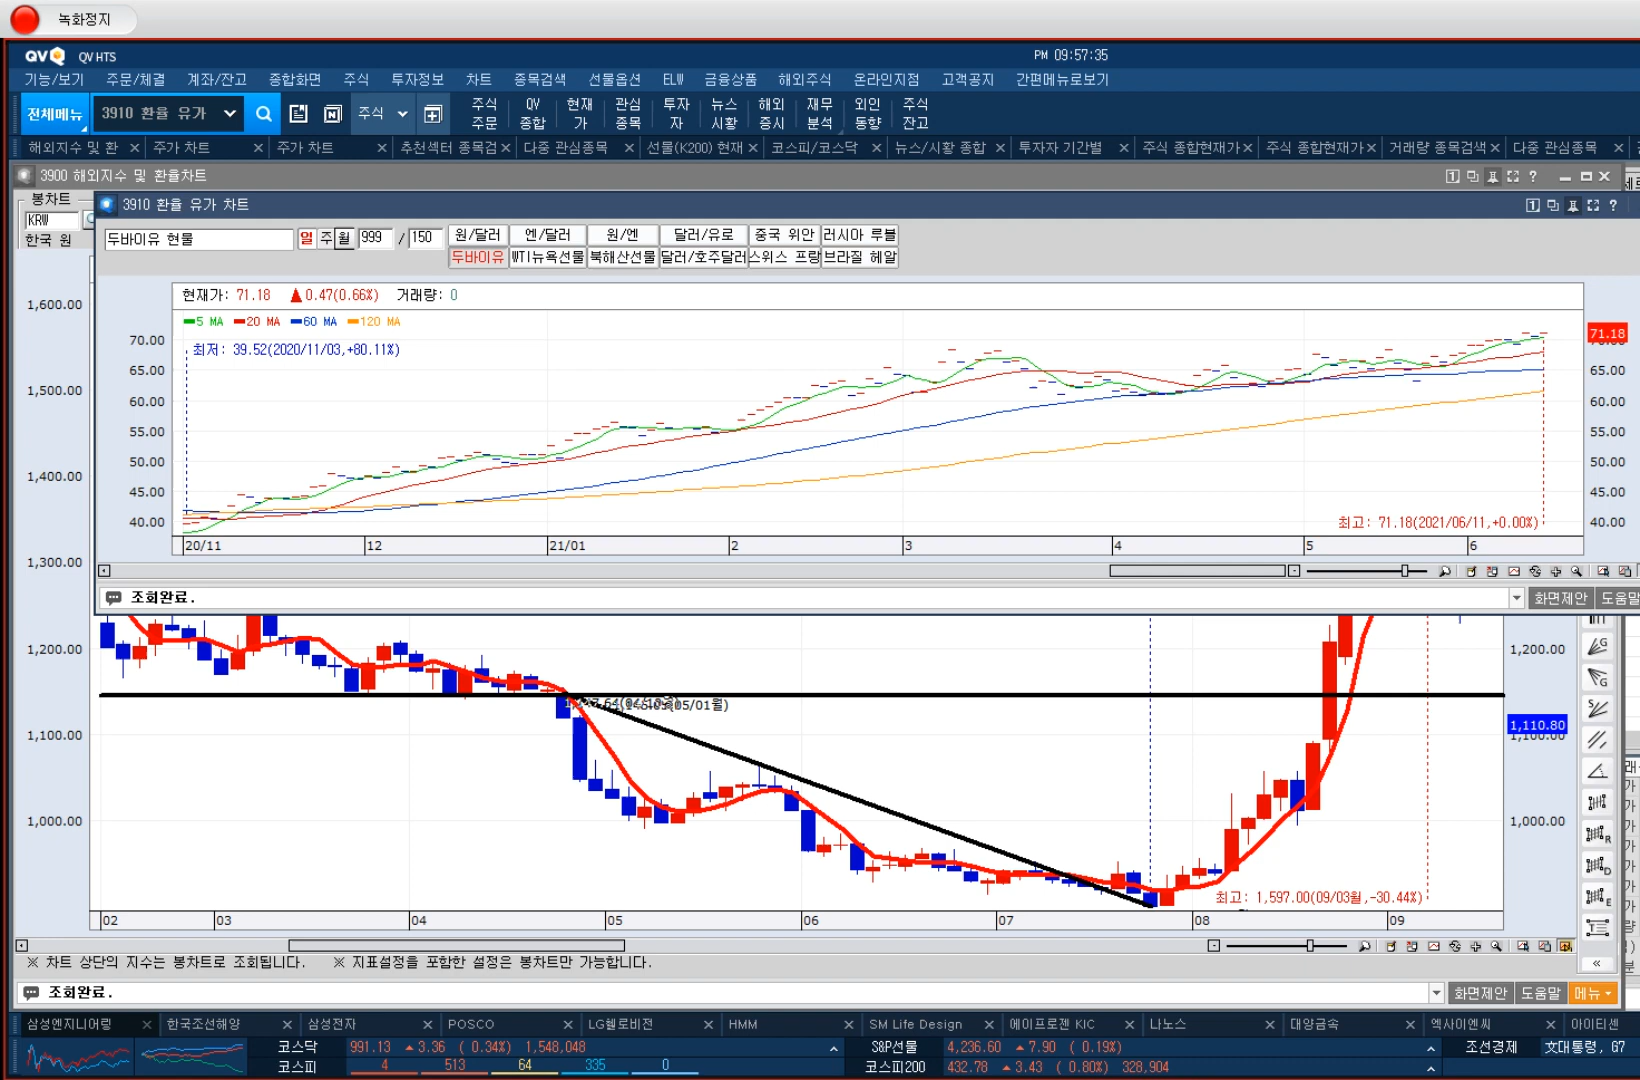 녹화정지
QV QV HTS PM 09:57:35
기능/보기 주문/체결 계좌/잔고 종합화면 주식 투자정보 차트 종목검색 선물옵션 ELW 금융상품 해외주식 온라인지점 고객공지 간편메뉴로보기
전체메뉴 3910 환율 유가 주식 주식주문 QV종합 현재가 관심종목 투자자 뉴스시황 해외증시 재무분석 외인동향 주식잔고
해외지수 및 환 주가 차트 주가 차트 추천섹터 종목검 다중 관심종목 선물(K200) 현재 코스피/코스닥 뉴스/시황 종합 투자자 기간별 주식 종합현재가 주식 종합현재가 거래량 종목검색 다중 관심종목
3900 해외지수 및 환율차트
봉차트
KRW
한국 원
3910 환율 유가 차트
두바이유 현물 일 주 월 999 / 150
원/달러 엔/달러 원/엔 달러/유로 중국 위안 러시아 루블
두바이유 WTI뉴욕선물 북해산선물 달러/호주달러 스위스 프랑 브라질 헤알
현재가: 71.18 ▲0.47(0.66%) 거래량: 0
5 MA 20 MA 60 MA 120 MA
최저: 39.52(2020/11/03,+80.11%)
71.18
70.00
65.00 65.00
60.00 60.00
55.00 55.00
50.00 50.00
45.00 45.00
40.00 40.00
최고: 71.18(2021/06/11,+0.00%)
20/11 12 21/01 2 3 4 5 6
조회완료. 화면제안 도움말
1,600.00
1,500.00
1,400.00
1,300.00
1,200.00 1,200.00
1,110.80
1,100.00 1,100.00
1,000.00 1,000.00
(05/01월)
최고: 1,597.00(09/03월,-30.44%)
02 03 04 05 06 07 08 09
※ 차트 상단의 지수는 봉차트로 조회됩니다. ※ 지표설정을 포함한 설정은 봉차트만 가능합니다.
조회완료. 화면제안 도움말 메뉴
삼성엔지니어링 한국조선해양 삼성전자 POSCO LG헬로비전 HMM SM Life Design 에이프로젠 KIC 나노스 대양금속 엑사이엔씨 아이티센
코스닥 991.13 ▲ 3.36 ( 0.34%) 1,548,048 S&P선물 4,236.60 ▲ 7.90 ( 0.19%) 조선경제 文대통령, G7
코스피 4 513 64 335 0 코스피200 432.78 ▲ 3.43 ( 0.80%) 328,904